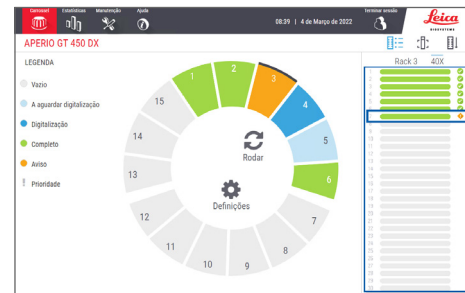 Carrossel Estatísticas Manutenção Ajuda
08:39 | 4 de Março de 2022
Terminar sessão
Leica
BIOSYSTEMS
APERIO GT 450 DX
LEGENDA
Vazio
A aguardar digitalização
Digitalização
Completo
Aviso
! Prioridade
1
2
3
4
5
6
7
8
9
10
11
12
13
14
15
Rodar
Definições
Rack 3 40X